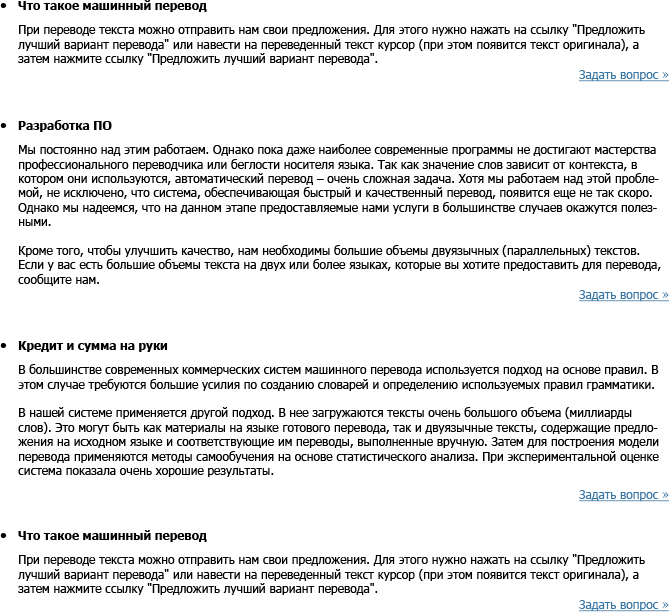 • Что такое машинный перевод
При переводе текста можно отправить нам свои предложения. Для этого нужно нажать на ссылку "Предложить
лучший вариант перевода" или навести на переведенный текст курсор (при этом появится текст оригинала), а
затем нажмите ссылку "Предложить лучший вариант перевода".
Задать вопрос »
• Разработка ПО
Мы постоянно над этим работаем. Однако пока даже наиболее современные программы не достигают мастерства
профессионального переводчика или беглости носителя языка. Так как значение слов зависит от контекста, в
котором они используются, автоматический перевод – очень сложная задача. Хотя мы работаем над этой пробле-
мой, не исключено, что система, обеспечивающая быстрый и качественный перевод, появится еще не так скоро.
Однако мы надеемся, что на данном этапе предоставляемые нами услуги в большинстве случаев окажутся полез-
ными.
Кроме того, чтобы улучшить качество, нам необходимы большие объемы двуязычных (параллельных) текстов.
Если у вас есть большие объемы текста на двух или более языках, которые вы хотите предоставить для перевода,
сообщите нам.
Задать вопрос »
• Кредит и сумма на руки
В большинстве современных коммерческих систем машинного перевода используется подход на основе правил. В
этом случае требуются большие усилия по созданию словарей и определению используемых правил грамматики.
В нашей системе применяется другой подход. В нее загружаются тексты очень большого объема (миллиарды
слов). Это могут быть как материалы на языке готового перевода, так и двуязычные тексты, содержащие предло-
жения на исходном языке и соответствующие им переводы, выполненные вручную. Затем для построения модели
перевода применяются методы самообучения на основе статистического анализа. При экспериментальной оценке
система показала очень хорошие результаты.
Задать вопрос »
• Что такое машинный перевод
При переводе текста можно отправить нам свои предложения. Для этого нужно нажать на ссылку "Предложить
лучший вариант перевода" или навести на переведенный текст курсор (при этом появится текст оригинала), а
затем нажмите ссылку "Предложить лучший вариант перевода".
Задать вопрос »